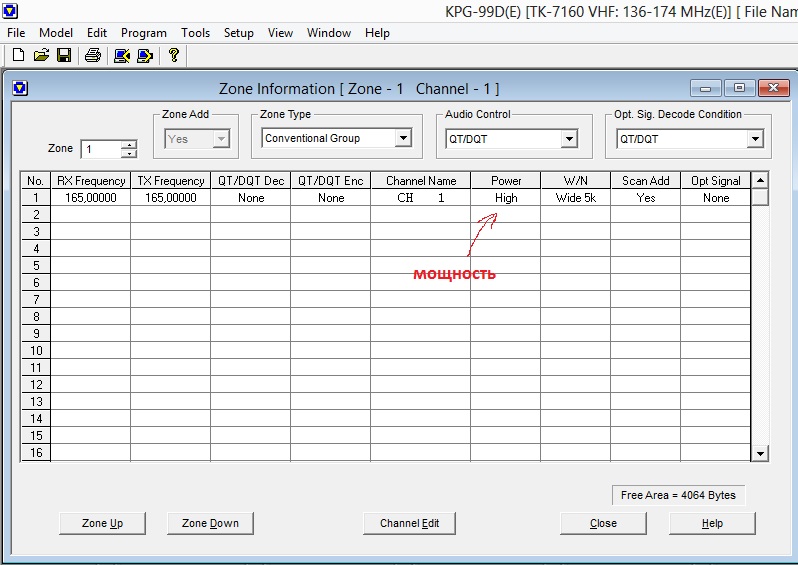 KPG-99D(E) [TK-7160 VHF: 136-174 MHz(E)] [ File Nam
File Model Edit Program Tools Setup View Window Help
Zone Information [ Zone - 1 Channel - 1 ]
Zone Add Zone Type Audio Control Opt. Sig. Decode Condition
Zone 1 Yes Conventional Group QT/DQT QT/DQT
No. RX Frequency TX Frequency QT/DQT Dec QT/DQT Enc Channel Name Power W/N Scan Add Opt Signal
1 165,00000 165,00000 None None CH 1 High Wide 5k Yes None
2
3
4
5
мощность
6
7
8
9
10
11
12
13
14
15
16
Free Area = 4064 Bytes
Zone Up Zone Down Channel Edit Close Help